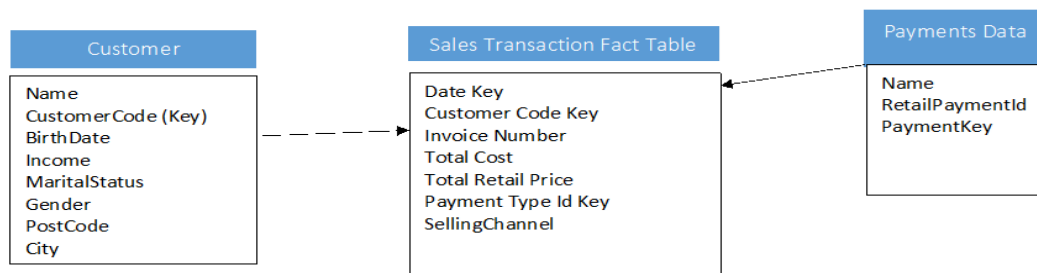 Customer
Name
CustomerCode (Key)
BirthDate
Income
MaritalStatus
Gender
PostCode
City
Sales Transaction Fact Table
Date Key
Customer Code Key
Invoice Number
Total Cost
Total Retail Price
Payment Type Id Key
SellingChannel
Payments Data
Name
RetailPaymentId
PaymentKey